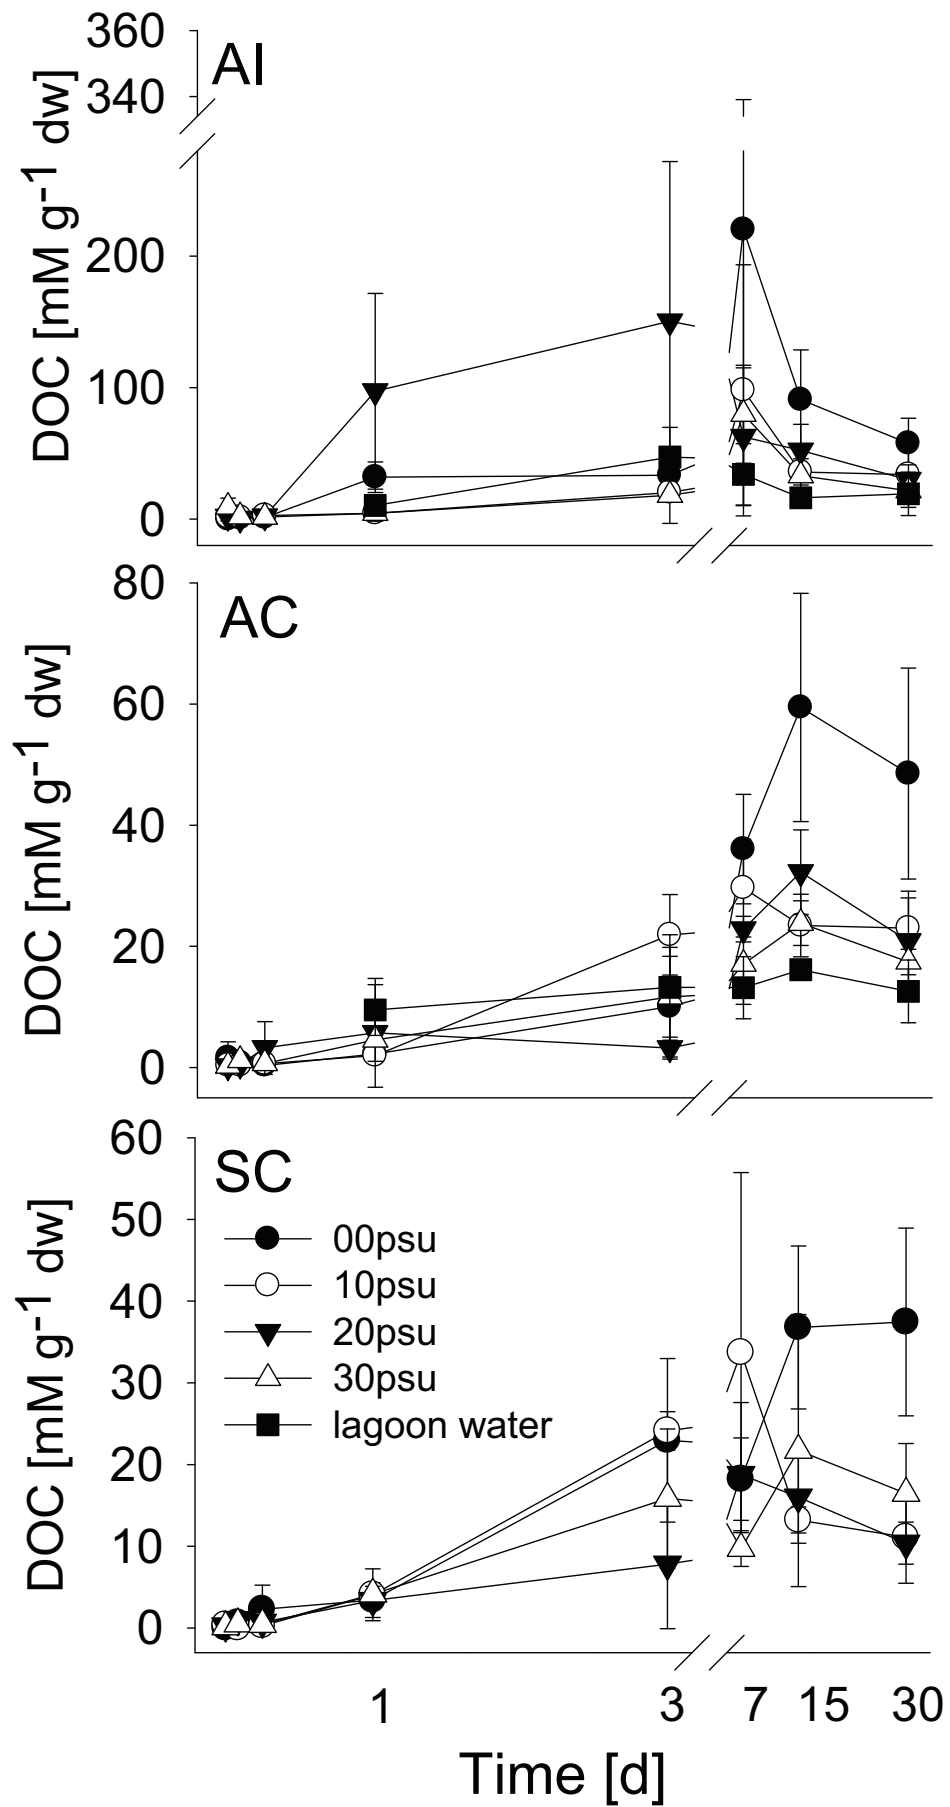 AI
DOC [mM g-1 dw]
360
340
200
100
0
AC
DOC [mM g-1 dw]
80
60
40
20
0
SC
DOC [mM g-1 dw]
60
50
40
30
20
10
0
00psu
10psu
20psu
30psu
lagoon water
1 3 7 15 30
Time [d]